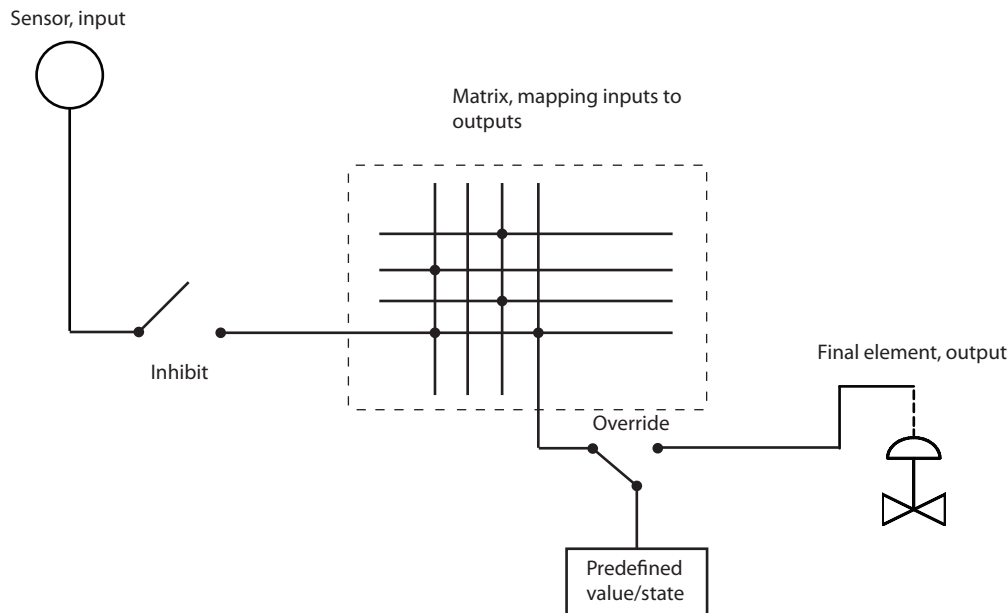 Sensor, input
Matrix, mapping inputs to
outputs
Inhibit
Final element, output
Override
Predefined
value/state